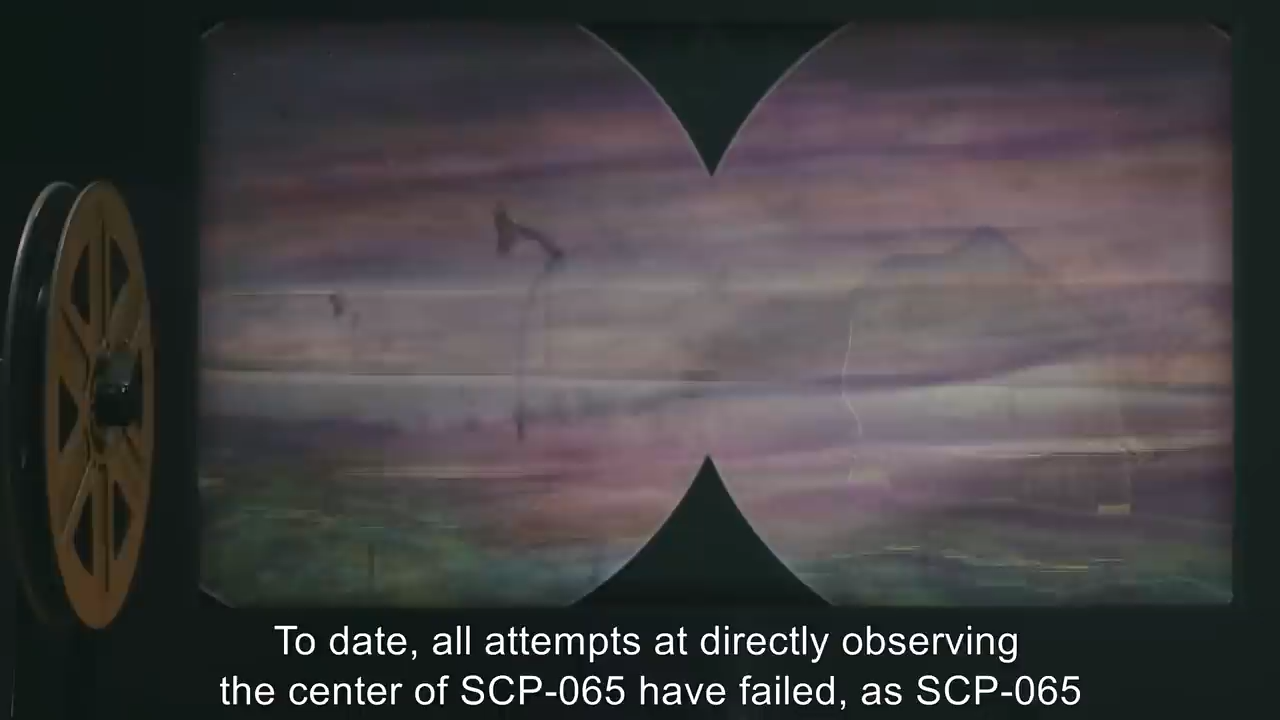 To date, all attempts at directly observing
the center of SCP-065 have failed, as SCP-065